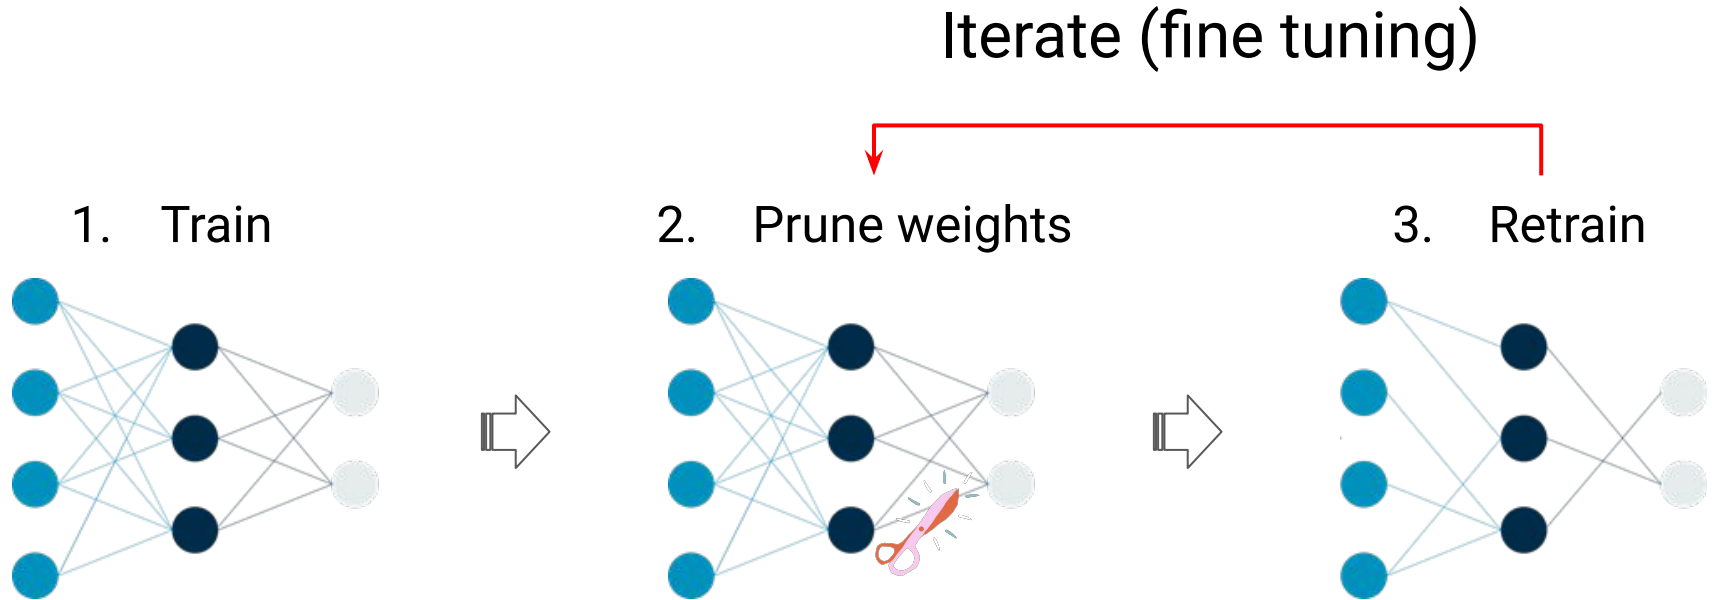 Iterate (fine tuning)
1. Train
2. Prune weights
3. Retrain